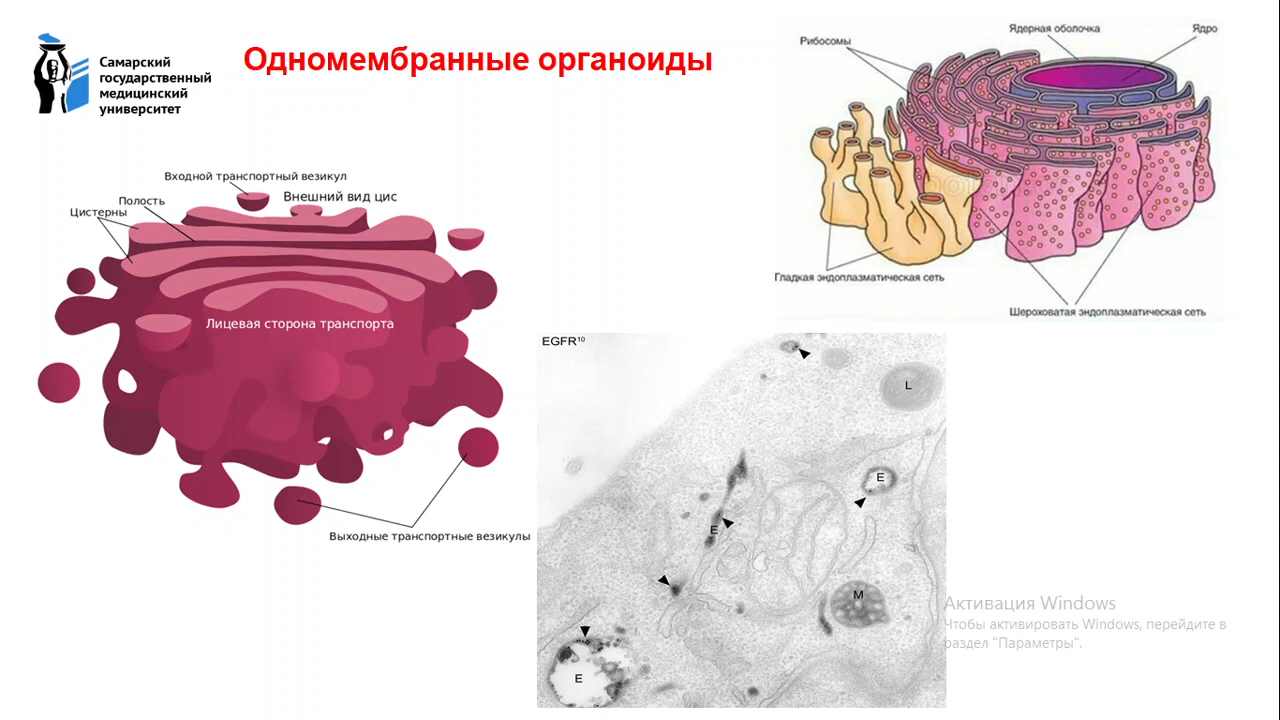 Самарский
государственный
медицинский
университет
Одномембранные органоиды
Входной транспортный везикул
Внешний вид цис
Полость
Цистерны
Лицевая сторона транспорта
Выходные транспортные везикулы
Рибосомы
Ядерная оболочка
Ядро
Гладкая эндоплазматическая сеть
Шероховатая эндоплазматическая сеть
EGFR¹⁰
L
E
E
M
E
Активация Windows
Чтобы активировать Windows, перейдите в
раздел "Параметры".